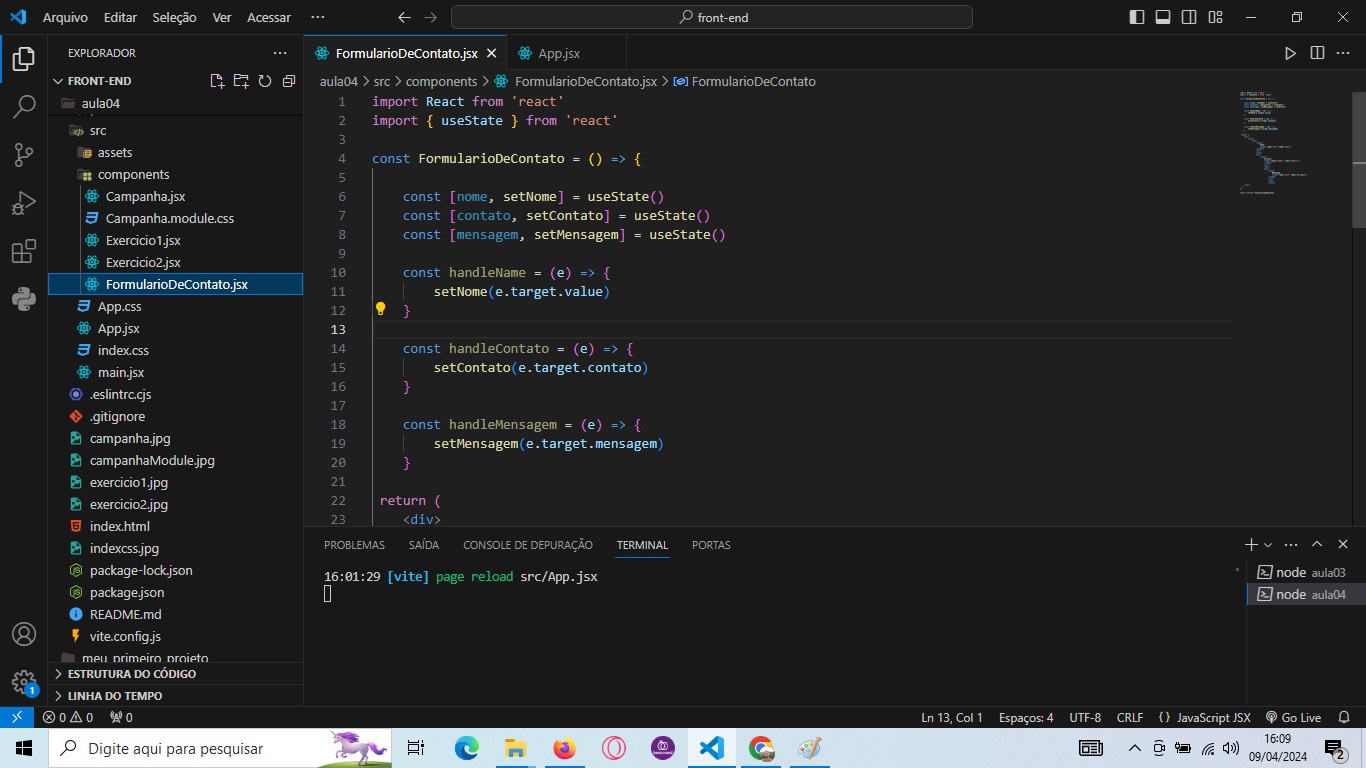 Arquivo Editar Seleção Ver Acessar ··· front-end
EXPLORADOR ···
FRONT-END
aula04
src
assets
components
Campanha.jsx
Campanha.module.css
Exercicio1.jsx
Exercicio2.jsx
FormularioDeContato.jsx
App.css
App.jsx
index.css
main.jsx
.eslintrc.cjs
.gitignore
campanha.jpg
campanhaModule.jpg
exercicio1.jpg
exercicio2.jpg
index.html
indexcss.jpg
package-lock.json
package.json
README.md
vite.config.js
meu_primeiro_projeto
ESTRUTURA DO CÓDIGO
LINHA DO TEMPO
1
FormularioDeContato.jsx App.jsx
aula04 > src > components > FormularioDeContato.jsx > FormularioDeContato
1 import React from 'react'
2 import { useState } from 'react'
3
4 const FormularioDeContato = () => {
5
6 const [nome, setNome] = useState()
7 const [contato, setContato] = useState()
8 const [mensagem, setMensagem] = useState()
9
10 const handleName = (e) => {
11 setNome(e.target.value)
12 }
13
14 const handleContato = (e) => {
15 setContato(e.target.contato)
16 }
17
18 const handleMensagem = (e) => {
19 setMensagem(e.target.mensagem)
20 }
21
22 return (
23 <div>
PROBLEMAS SAÍDA CONSOLE DE DEPURAÇÃO TERMINAL PORTAS
16:01:29 [vite] page reload src/App.jsx
node aula03
node aula04
0 0 0 Ln 13, Col 1 Espaços: 4 UTF-8 CRLF {} JavaScript JSX Go Live
Digite aqui para pesquisar
16:09
09/04/2024
2